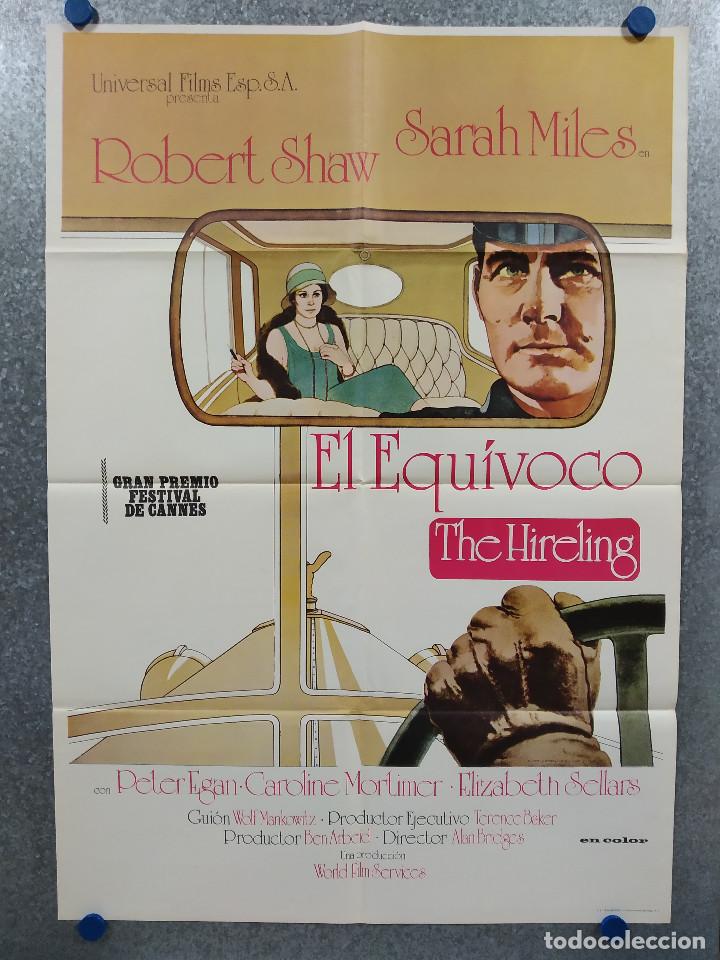 Universal Films Esp. S.A.
presenta
Robert Shaw
Sarah Miles en
El Equívoco
The Hireling
GRAN PREMIO
FESTIVAL
DE CANNES
con Peter Egan · Caroline Mortimer · Elizabeth Sellars
Guión Wolf Mankowitz · Productor Ejecutivo Terence Baker
Productor Ben Arbeid · Director Alan Bridges
en color
Una producción
World Film Services
todocoleccion.net